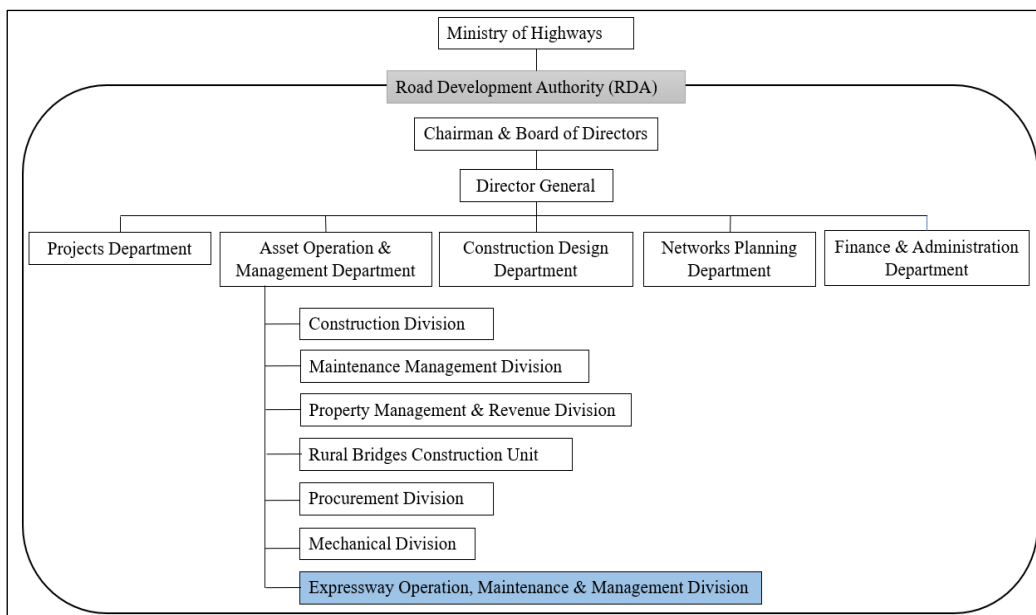 Ministry of Highways
Road Development Authority (RDA)
Chairman & Board of Directors
Director General
Projects Department
Asset Operation &
Management Department
Construction Design
Department
Networks Planning
Department
Finance & Administration
Department
Construction Division
Maintenance Management Division
Property Management & Revenue Division
Rural Bridges Construction Unit
Procurement Division
Mechanical Division
Expressway Operation, Maintenance & Management Division